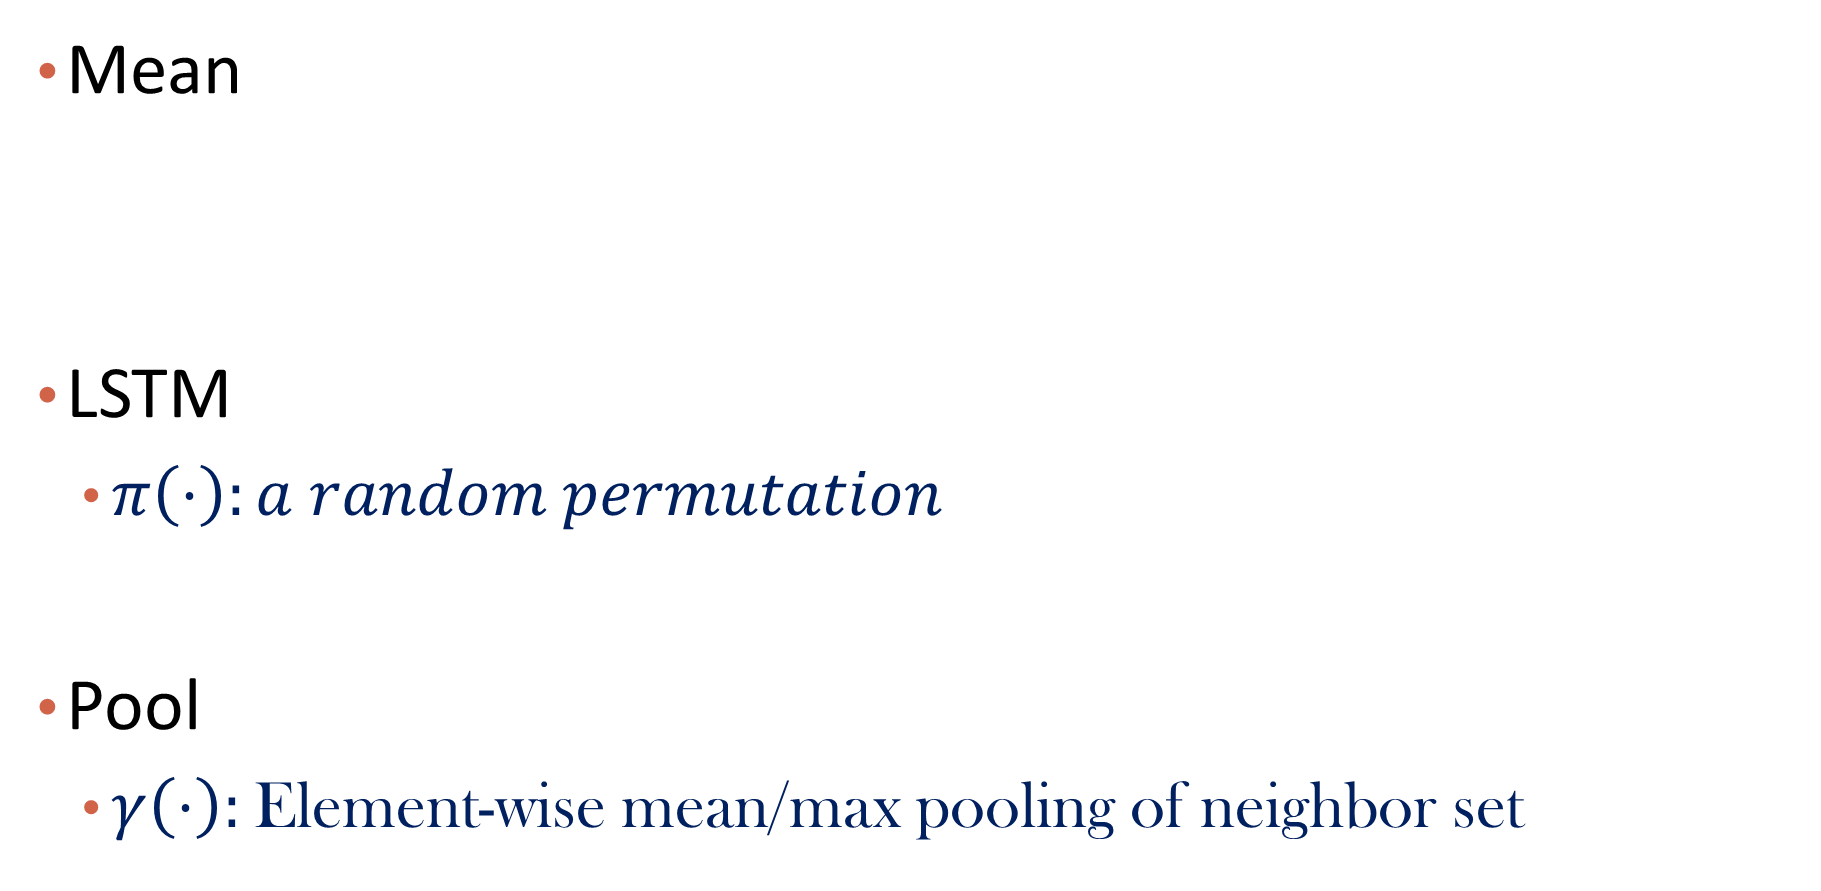 • Mean
• LSTM
• π(·): a random permutation
• Pool
• γ(·): Element-wise mean/max pooling of neighbor set